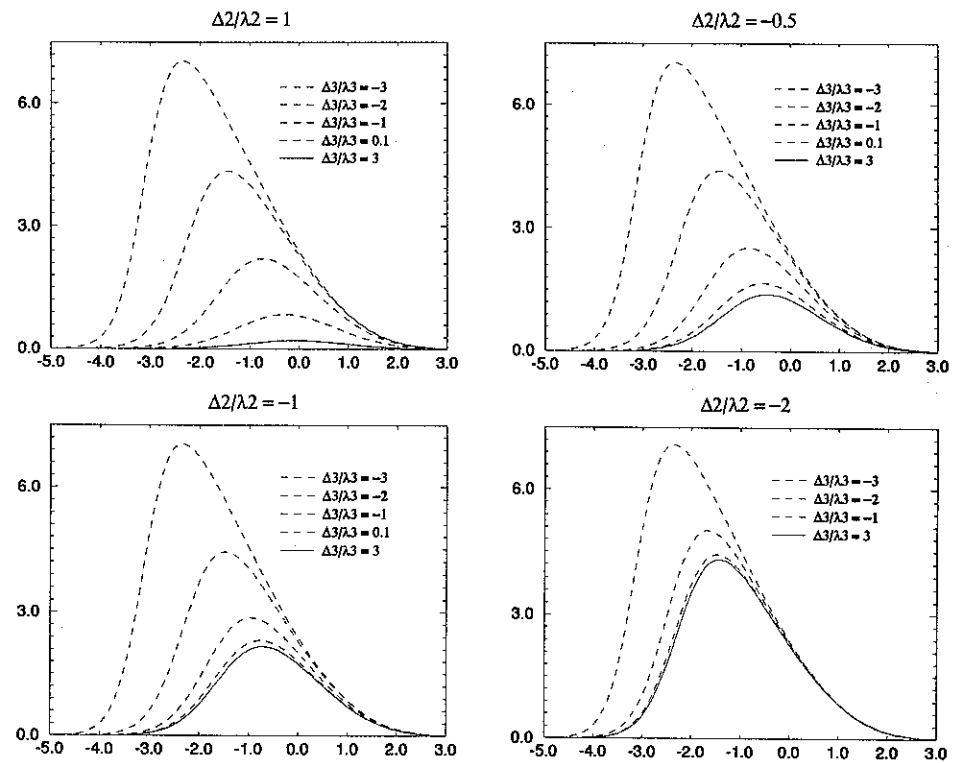 Δ2/λ2 = 1
6.0
3.0
0.0
Δ3/λ3 = −3
Δ3/λ3 = −2
Δ3/λ3 = −1
Δ3/λ3 = 0.1
Δ3/λ3 = 3
-5.0 -4.0 -3.0 -2.0 -1.0 0.0 1.0 2.0 3.0
Δ2/λ2 = −0.5
6.0
3.0
0.0
Δ3/λ3 = −3
Δ3/λ3 = −2
Δ3/λ3 = −1
Δ3/λ3 = 0.1
Δ3/λ3 = 3
-5.0 -4.0 -3.0 -2.0 -1.0 0.0 1.0 2.0 3.0
Δ2/λ2 = −1
6.0
3.0
0.0
Δ3/λ3 = −3
Δ3/λ3 = −2
Δ3/λ3 = −1
Δ3/λ3 = 0.1
Δ3/λ3 = 3
-5.0 -4.0 -3.0 -2.0 -1.0 0.0 1.0 2.0 3.0
Δ2/λ2 = −2
6.0
3.0
0.0
Δ3/λ3 = −3
Δ3/λ3 = −2
Δ3/λ3 = −1
Δ3/λ3 = 3
-5.0 -4.0 -3.0 -2.0 -1.0 0.0 1.0 2.0 3.0